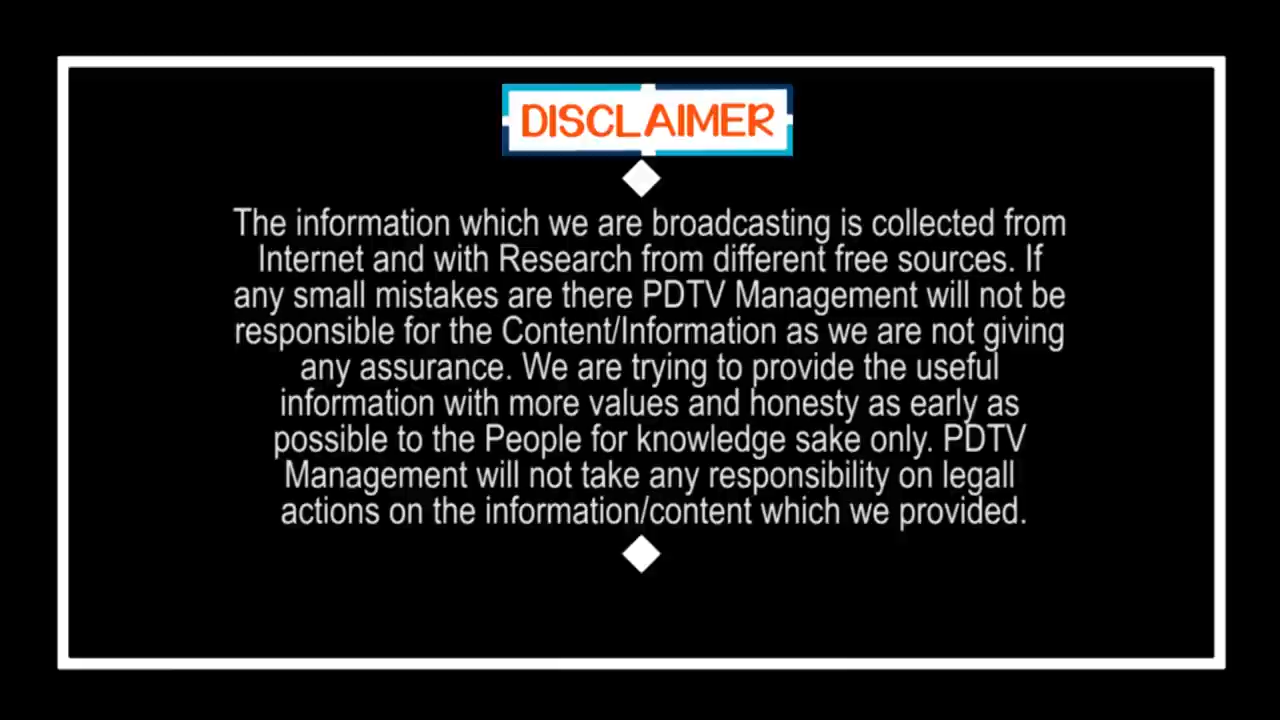 DISCLAIMER
The information which we are broadcasting is collected from
Internet and with Research from different free sources. If
any small mistakes are there PDTV Management will not be
responsible for the Content/Information as we are not giving
any assurance. We are trying to provide the useful
information with more values and honesty as early as
possible to the People for knowledge sake only. PDTV
Management will not take any responsibility on legall
actions on the information/content which we provided.